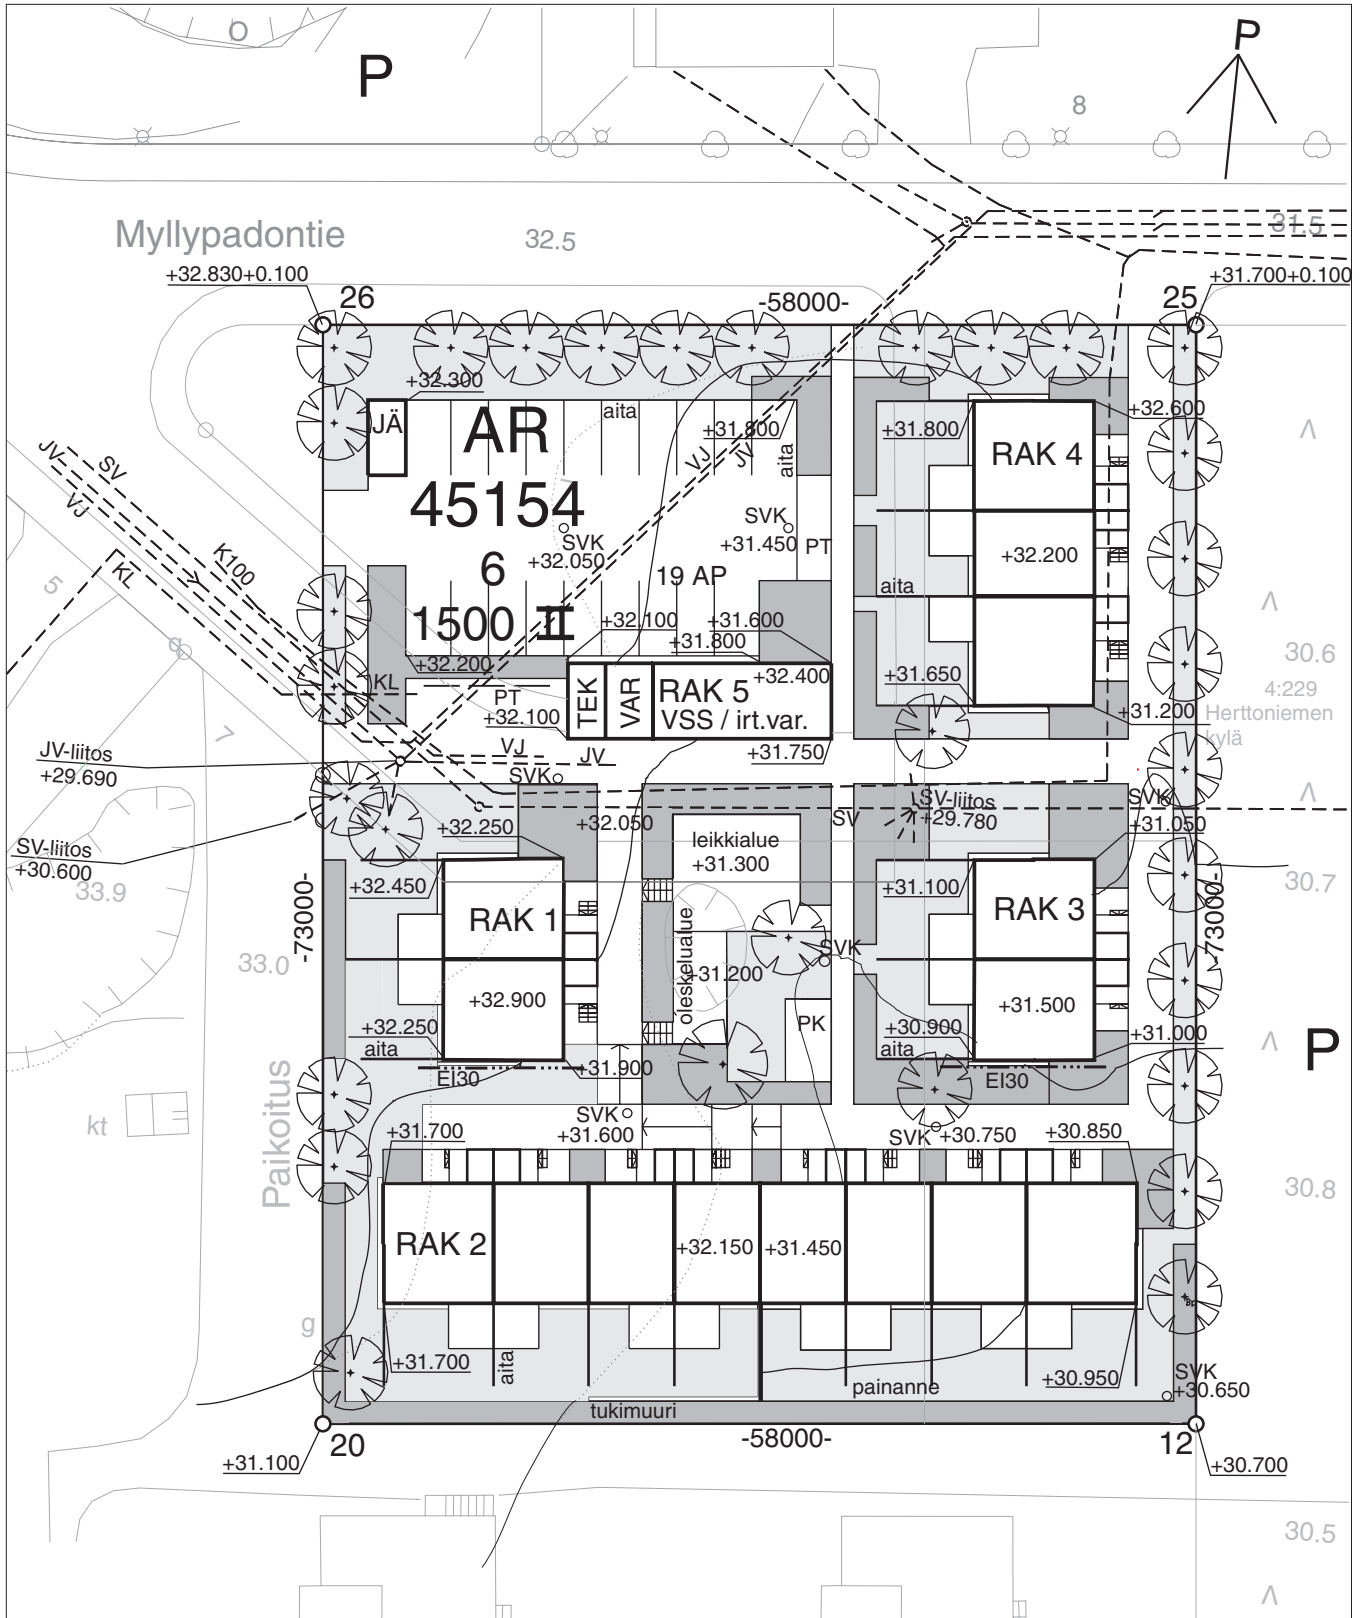 O
P
P
8
Myllypadontie
32.5
31.5
+32.830+0.100
26
-58000-
25
+31.700+0.100
+32.300
JÄ
AR
aita
+31.800
aita
+31.800
+32.600
RAK 4
JV
SV
VJ
VJ
JV
45154
SVK
+32.050
SVK
+31.450
PT
+32.200
K100
KL
6
19 AP
aita
5
1500 II
+32.100
+31.600
+31.800
30.6
q
+32.200
KL
PT
+32.100
TEK
VAR
RAK 5
VSS / irt.var.
+32.400
+31.650
+31.200
4:229
Herttoniemen
kylä
7
JV-liitos
+29.690
VJ
JV
+31.750
SVK
SV-liitos
+29.780
SVK
SV
+32.250
+32.050
+31.050
SV-liitos
+30.600
33.9
leikkialue
+31.300
+32.450
+31.100
30.7
-73000-
RAK 1
RAK 3
-73000-
33.0
oleskelualue
+31.200
SVK
+32.900
+31.500
PK
+32.250
aita
+30.900
aita
+31.000
P
EI30
+31.900
EI30
kt
Paikoitus
SVK
+31.600
+31.700
SVK
+30.750
+30.850
30.8
RAK 2
+32.150
+31.450
g
+31.700
aita
painanne
+30.950
SVK
+30.650
tukimuuri
20
-58000-
12
+31.100
+30.700
30.5